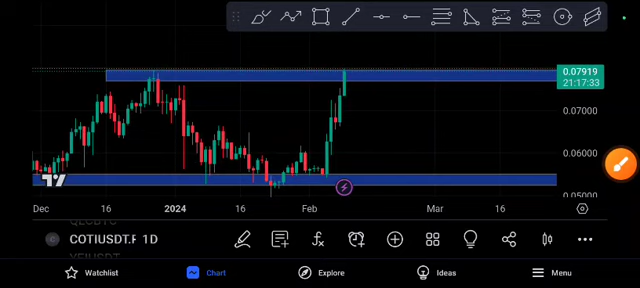 0.07919
21:17:33
0.07000
0.06000
0.05000
Dec 16 2024 16 Feb Mar 16
COTIUSDT.P 1D
Watchlist Chart Explore Ideas Menu